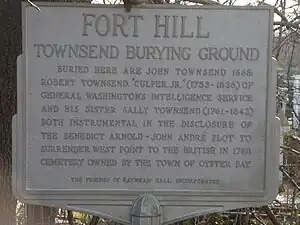 FORT HILL
TOWNSEND BURYING GROUND
BURIED HERE ARE JOHN TOWNSEND 1668;
ROBERT TOWNSEND, "CULPER, JR." (1753-1838) OF
GENERAL WASHINGTON'S INTELLIGENCE SERVICE
AND HIS SISTER SALLY TOWNSEND (1761-1842)
BOTH INSTRUMENTAL IN THE DISCLOSURE OF
THE BENEDICT ARNOLD - JOHN ANDRÉ PLOT TO
SURRENDER WEST POINT TO THE BRITISH IN 1780.
CEMETERY OWNED BY THE TOWN OF OYSTER BAY
THE FRIENDS OF RAYNHAM HALL, INCORPORATED